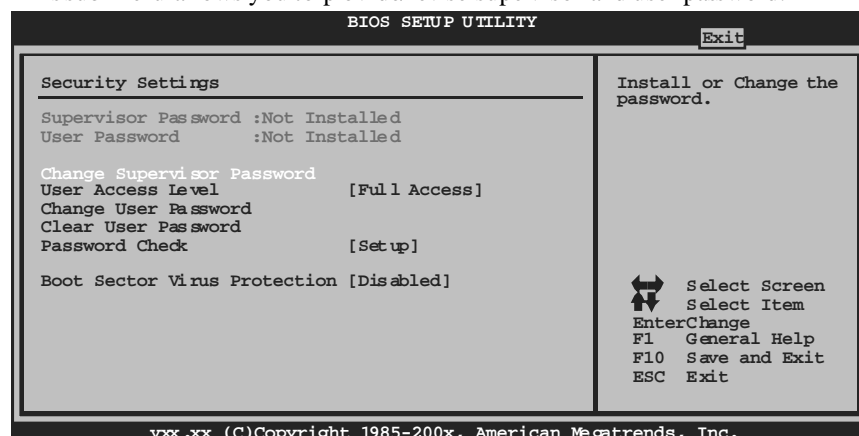 BIOS SETUP UTILITY
Exit
Security Settings
Supervisor Password :Not Installed
User Password :Not Installed
Change Supervisor Password
User Access Level [Full Access]
Change User Password
Clear User Password
Password Check [Setup]
Boot Sector Virus Protection [Disabled]
Install or Change the
password.
Select Screen
Select Item
EnterChange
F1 General Help
F10 Save and Exit
ESC Exit
vxx.xx (C)Copyright 1985-200x, American Megatrends, Inc.